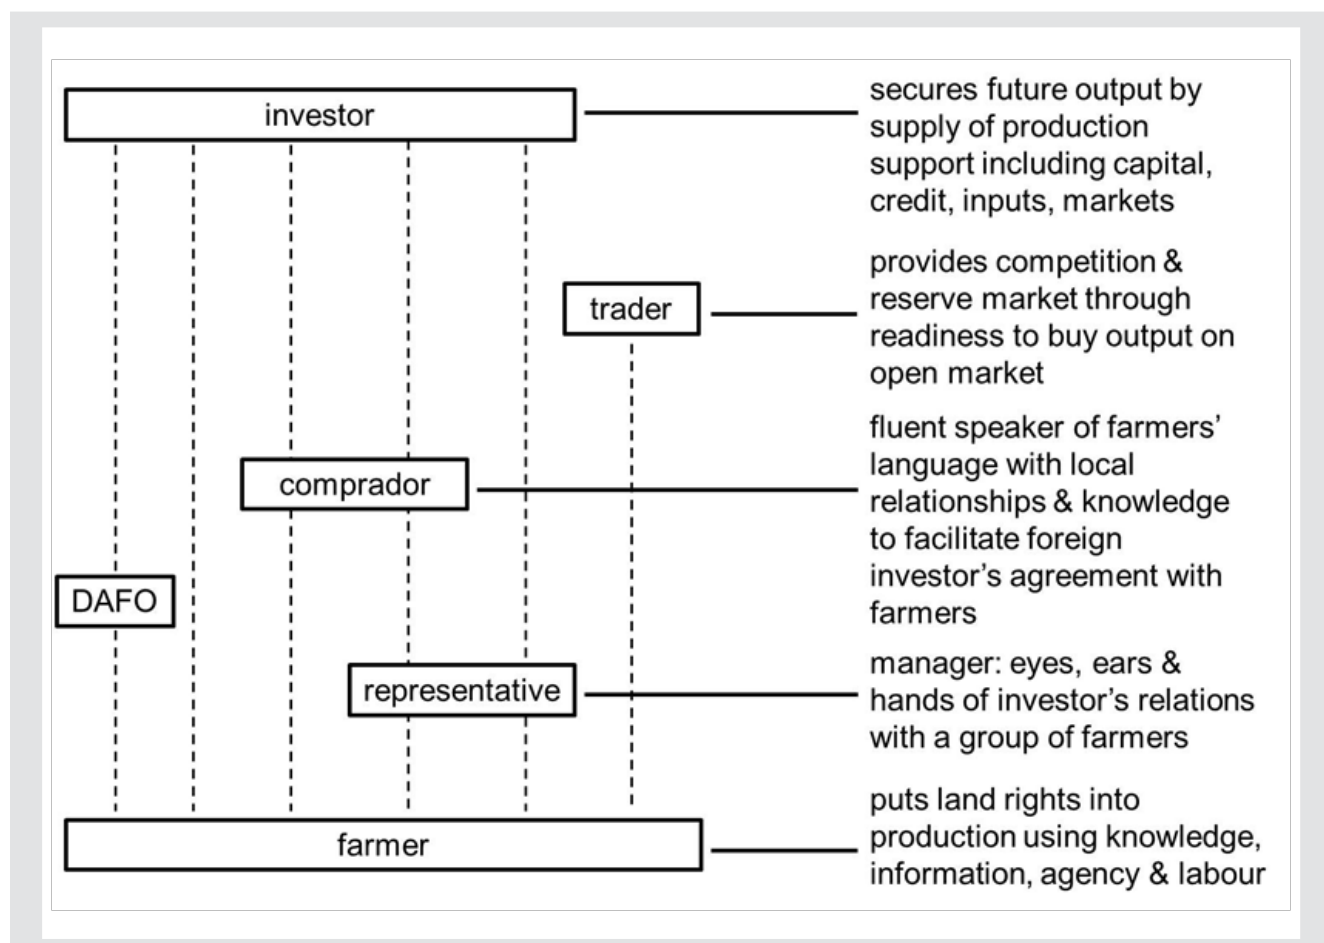 investor
secures future output by
supply of production
support including capital,
credit, inputs, markets
trader
provides competition &
reserve market through
readiness to buy output on
open market
comprador
fluent speaker of farmers’
language with local
relationships & knowledge
to facilitate foreign
investor’s agreement with
farmers
DAFO
representative
manager: eyes, ears &
hands of investor’s relations
with a group of farmers
farmer
puts land rights into
production using knowledge,
information, agency & labour